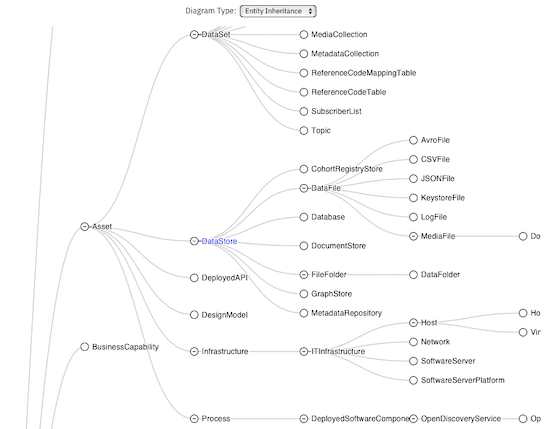 Diagram Type: Entity Inheritance
DataSet
MediaCollection
MetadataCollection
ReferenceCodeMappingTable
ReferenceCodeTable
SubscriberList
Topic
AvroFile
CSVFile
CohortRegistryStore
JSONFile
DataFile
KeystoreFile
Database
LogFile
Asset
MediaFile
Do
DataStore
DocumentStore
DeployedAPI
FileFolder
DataFolder
GraphStore
DesignModel
MetadataRepository
Ho
Host
Vir
BusinessCapability
Network
Infrastructure
ITInfrastructure
SoftwareServer
SoftwareServerPlatform
Process
DeployedSoftwareCompone
OpenDiscoveryService
Op